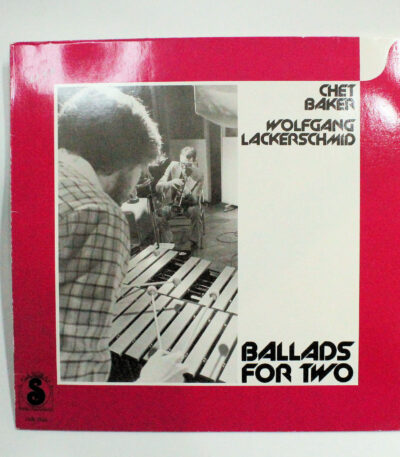 CHET
BAKER
WOLFGANG
LACKERSCHMID
BALLADS
FOR TWO